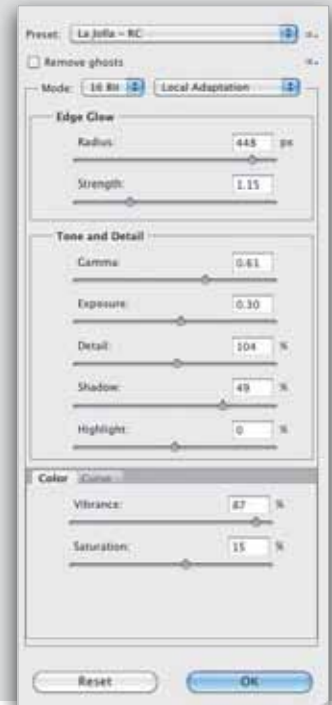 Preset: La Jolla - RC
Remove ghosts
Mode: 16 Bit Local Adaptation
Edge Glow
Radius: 448 px
Strength: 1.15
Tone and Detail
Gamma: 0.61
Exposure: 0.30
Detail: 104 %
Shadow: 49 %
Highlight: 0 %
Color Curve
Vibrance: 87 %
Saturation: 15 %
Reset OK